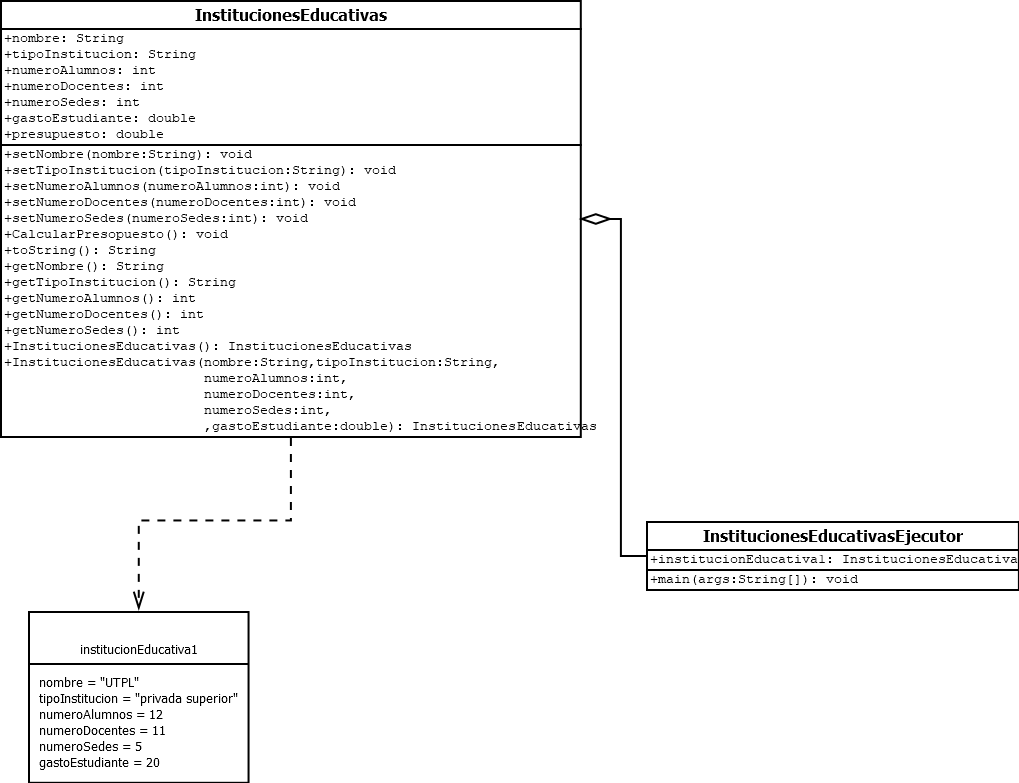 InstitucionesEducativas
+nombre: String
+tipoInstitucion: String
+numeroAlumnos: int
+numeroDocentes: int
+numeroSedes: int
+gastoEstudiante: double
+presupuesto: double
+setNombre(nombre:String): void
+setTipoInstitucion(tipoInstitucion:String): void
+setNumeroAlumnos(numeroAlumnos:int): void
+setNumeroDocentes(numeroDocentes:int): void
+setNumeroSedes(numeroSedes:int): void
+CalcularPresopuesto(): void
+toString(): String
+getNombre(): String
+getTipoInstitucion(): String
+getNumeroAlumnos(): int
+getNumeroDocentes(): int
+getNumeroSedes(): int
+InstitucionesEducativas(): InstitucionesEducativas
+InstitucionesEducativas(nombre:String,tipoInstitucion:String,
numeroAlumnos:int,
numeroDocentes:int,
numeroSedes:int,
,gastoEstudiante:double): InstitucionesEducativas
InstitucionesEducativasEjecutor
+institucionEducativa1: InstitucionesEducativa
+main(args:String[]): void
institucionEducativa1
nombre = "UTPL"
tipoInstitucion = "privada superior"
numeroAlumnos = 12
numeroDocentes = 11
numeroSedes = 5
gastoEstudiante = 20